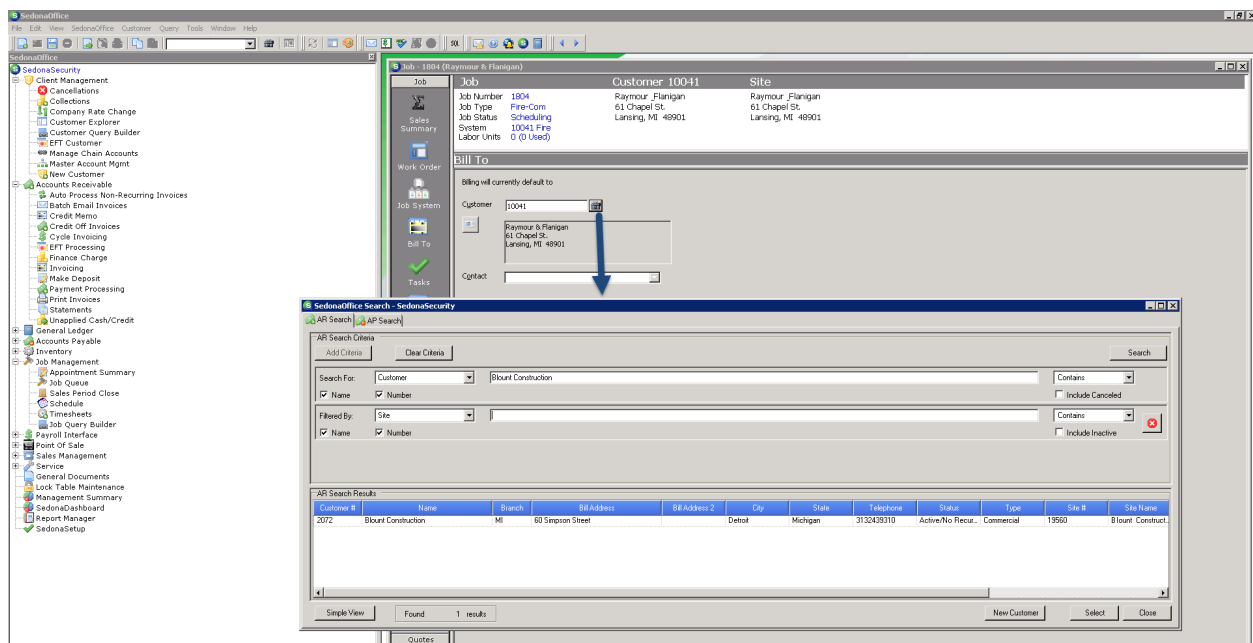 SedonaOffice
File Edit View SedonaOffice Customer Query Tools Window Help
SQL
SedonaOffice
SedonaSecurity
Client Management
Cancellations
Collections
Company Rate Change
Customer Explorer
Customer Query Builder
EFT Customer
Manage Chain Accounts
Master Account Mgmt
New Customer
Accounts Receivable
Auto Process Non-Recurring Invoices
Batch Email Invoices
Credit Memo
Credit Off Invoices
Cycle Invoicing
EFT Processing
Finance Charge
Invoicing
Make Deposit
Payment Processing
Print Invoices
Statements
Unapplied Cash/Credit
General Ledger
Accounts Payable
Inventory
Job Management
Appointment Summary
Job Queue
Sales Period Close
Schedule
Timesheets
Job Query Builder
Payroll Interface
Point Of Sale
Sales Management
Service
General Documents
Lock Table Maintenance
Management Summary
SedonaDashboard
Report Manager
SedonaSetup
Job - 1804 (Raymour & Flanigan)
Job
Sales Summary
Work Order
Job System
Bill To
Tasks
Quotes
Job Customer 10041 Site
Job Number 1804 Raymour _Flanigan Raymour _Flanigan
Job Type Fire-Com 61 Chapel St. 61 Chapel St.
Job Status Scheduling Lansing, MI 48901 Lansing, MI 48901
System 10041 Fire
Labor Units 0 (0 Used)
Bill To
Billing will currently default to
Customer 10041
Raymour & Flanigan
61 Chapel St.
Lansing, MI 48901
Contact
SedonaOffice Search - SedonaSecurity
AR Search AP Search
AR Search Criteria
Add Criteria Clear Criteria Search
Search For: Customer Blount Construction Contains
Name Number Include Canceled
Filtered By: Site Contains
Name Number Include Inactive
AR Search Results
Customer # Name Branch Bill Address Bill Address 2 City State Telephone Status Type Site # Site Name
2072 Blount Construction MI 60 Simpson Street Detroit Michigan 3132439310 Active/No Recur... Commercial 19560 Blount Construct...
Simple View Found 1 results New Customer Select Close